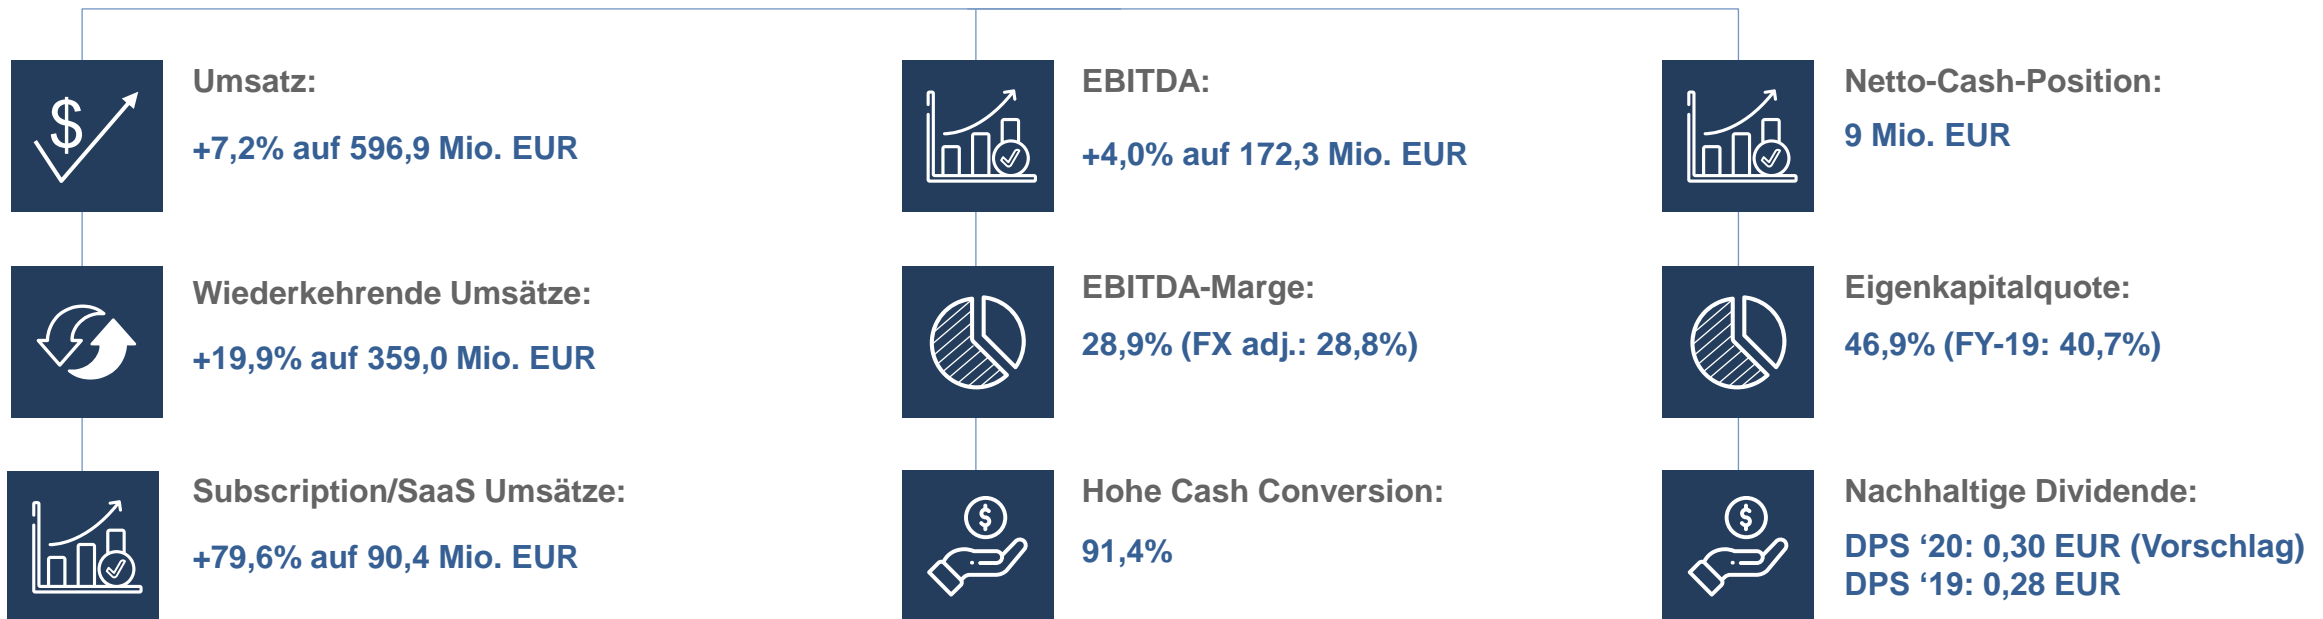 Umsatz:
+7,2% auf 596,9 Mio. EUR
Wiederkehrende Umsätze:
+19,9% auf 359,0 Mio. EUR
Subscription/SaaS Umsätze:
+79,6% auf 90,4 Mio. EUR
EBITDA:
+4,0% auf 172,3 Mio. EUR
EBITDA-Marge:
28,9% (FX adj.: 28,8%)
Hohe Cash Conversion:
91,4%
Netto-Cash-Position:
9 Mio. EUR
Eigenkapitalquote:
46,9% (FY-19: 40,7%)
Nachhaltige Dividende:
DPS ‘20: 0,30 EUR (Vorschlag)
DPS ‘19: 0,28 EUR